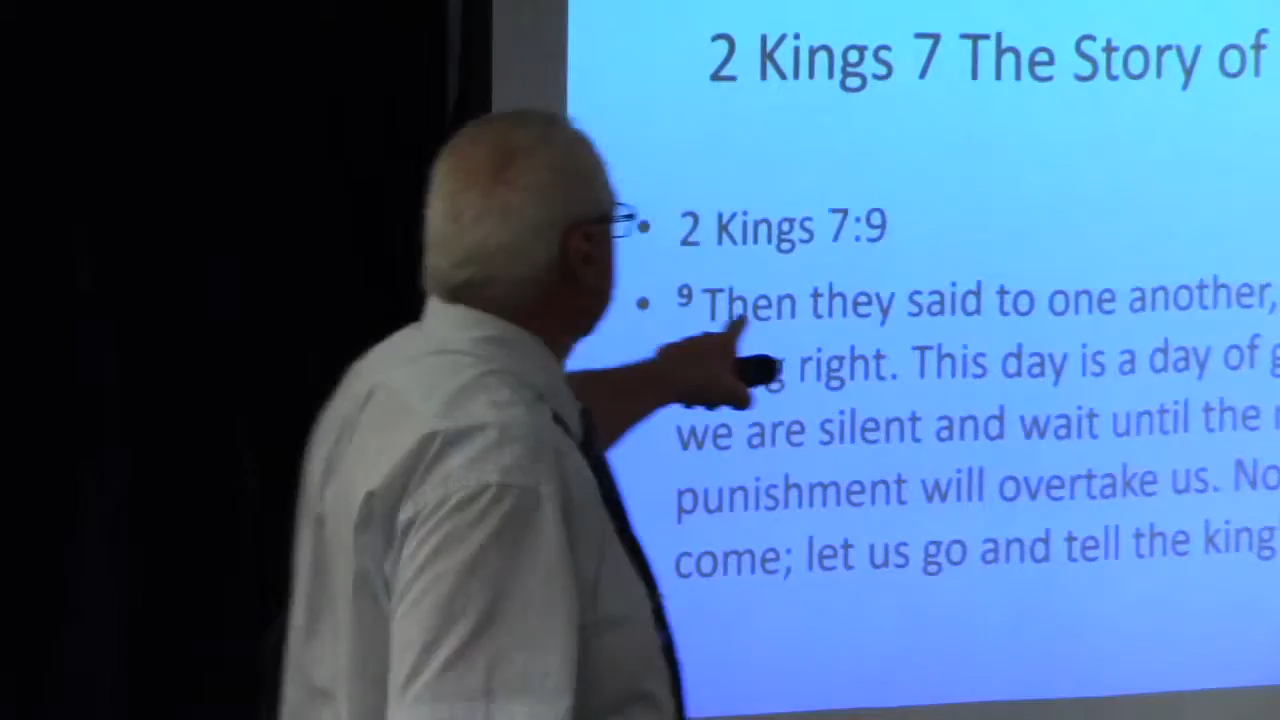 2 Kings 7 The Story of
• 2 Kings 7:9
• ⁹ Then they said to one another,
right. This day is a day of
we are silent and wait until the
punishment will overtake us. No
come; let us go and tell the king